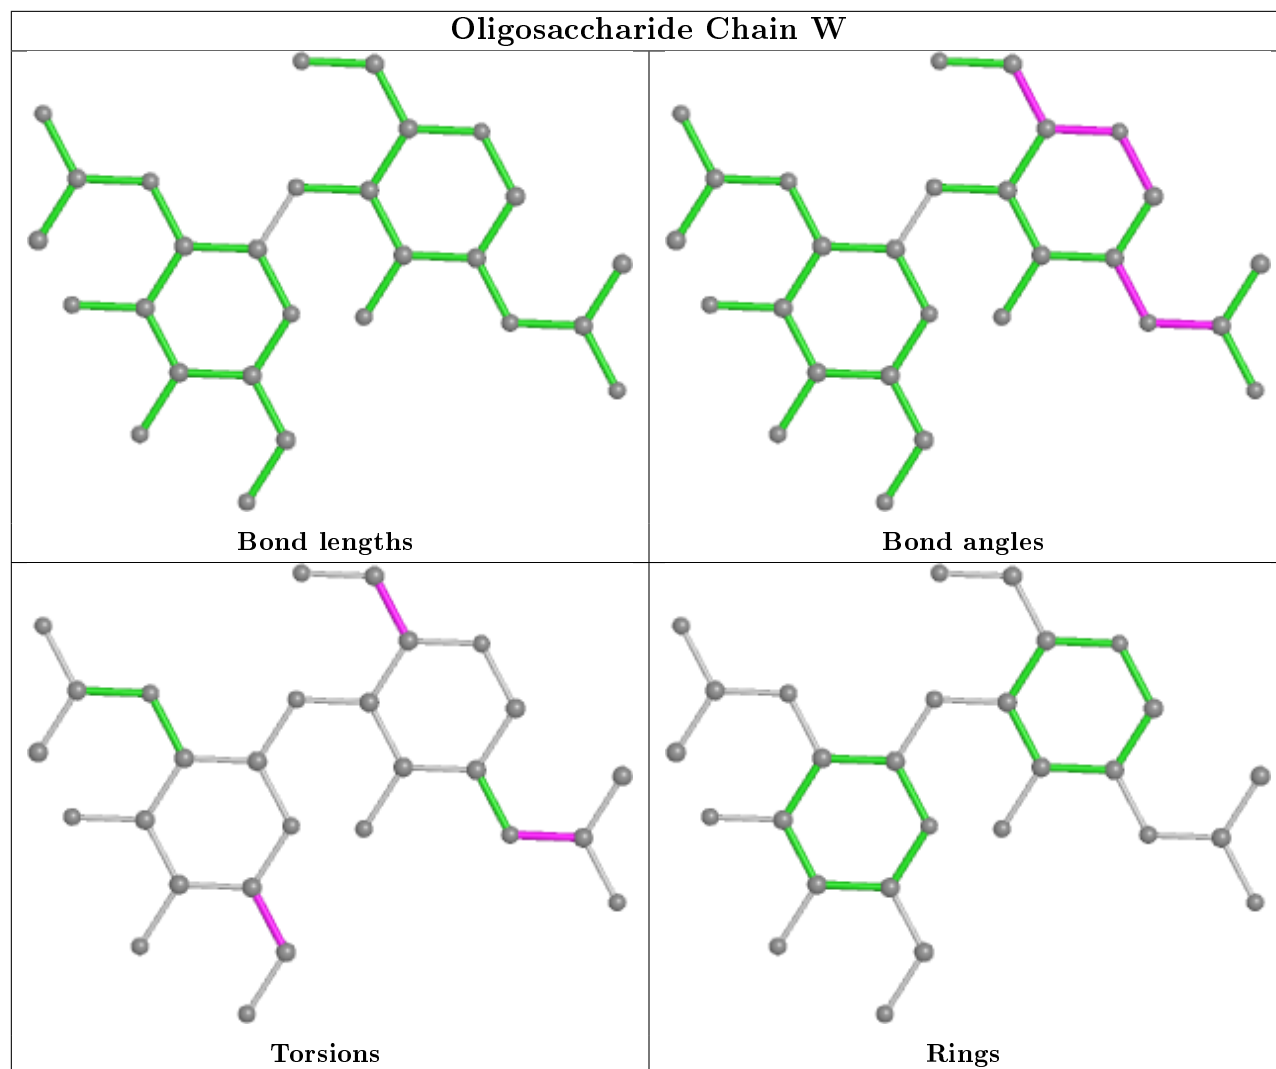 Oligosaccharide Chain W
Bond lengths
Bond angles
Torsions
Rings